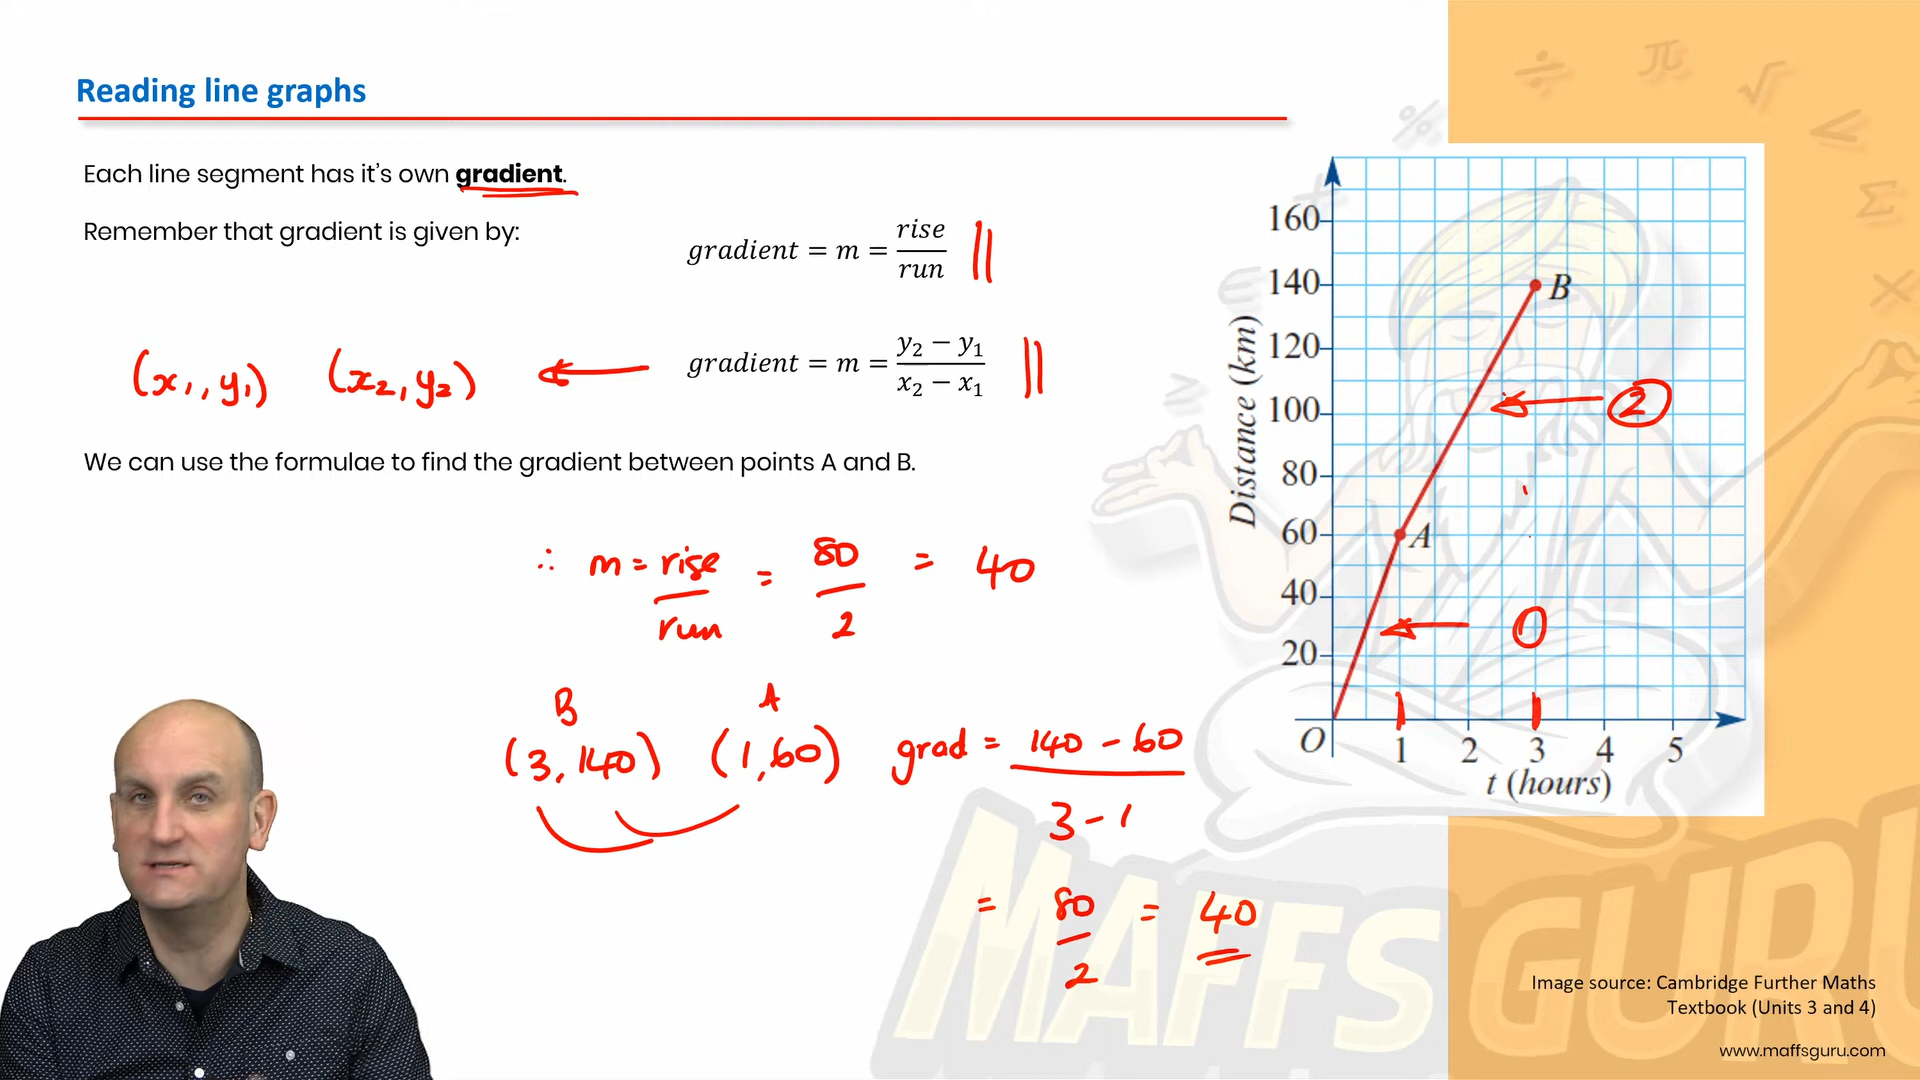 Reading line graphs
Each line segment has it's own gradient.
Remember that gradient is given by:
gradient = m = rise/run
(x₁, y₁) (x₂, y₂)
gradient = m = (y₂ − y₁)/(x₂ − x₁)
We can use the formulae to find the gradient between points A and B.
∴ m = rise/run = 80/2 = 40
B A
(3, 140) (1, 60) grad = (140 − 60)/(3 − 1)
= 80/2 = 40
Distance (km)
160
140
120
100
80
60
40
20
O 1 2 3 4 5
t (hours)
B
A
②
①
% ÷ π √ ≤ Σ × ∈ ≥ +
MAFFSGURU
Image source: Cambridge Further Maths
Textbook (Units 3 and 4)
www.maffsguru.com